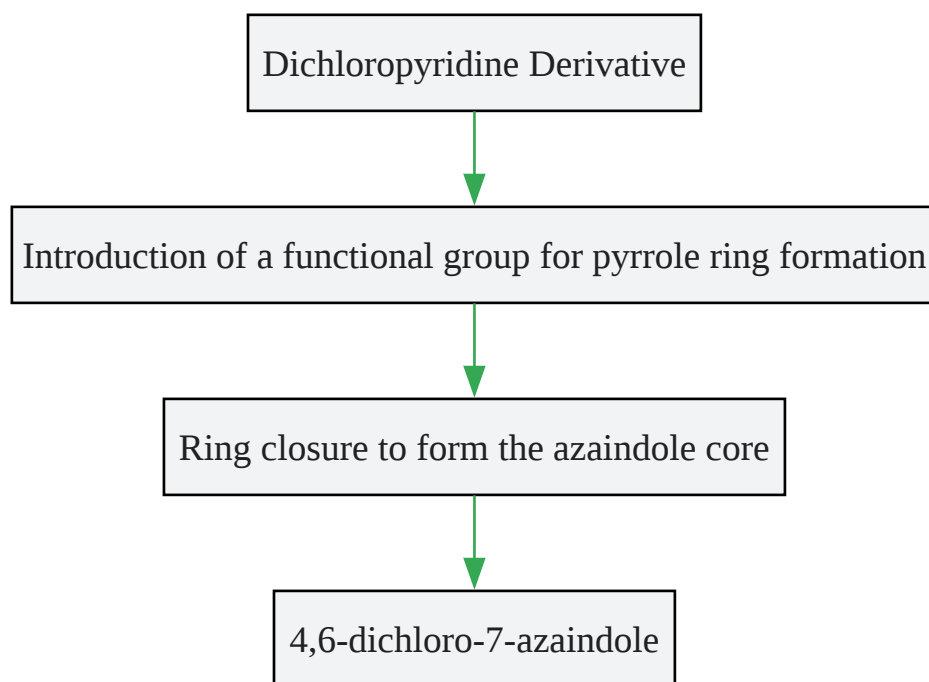 Dichloropyridine Derivative
Introduction of a functional group for pyrrole ring formation
Ring closure to form the azaindole core
4,6-dichloro-7-azaindole